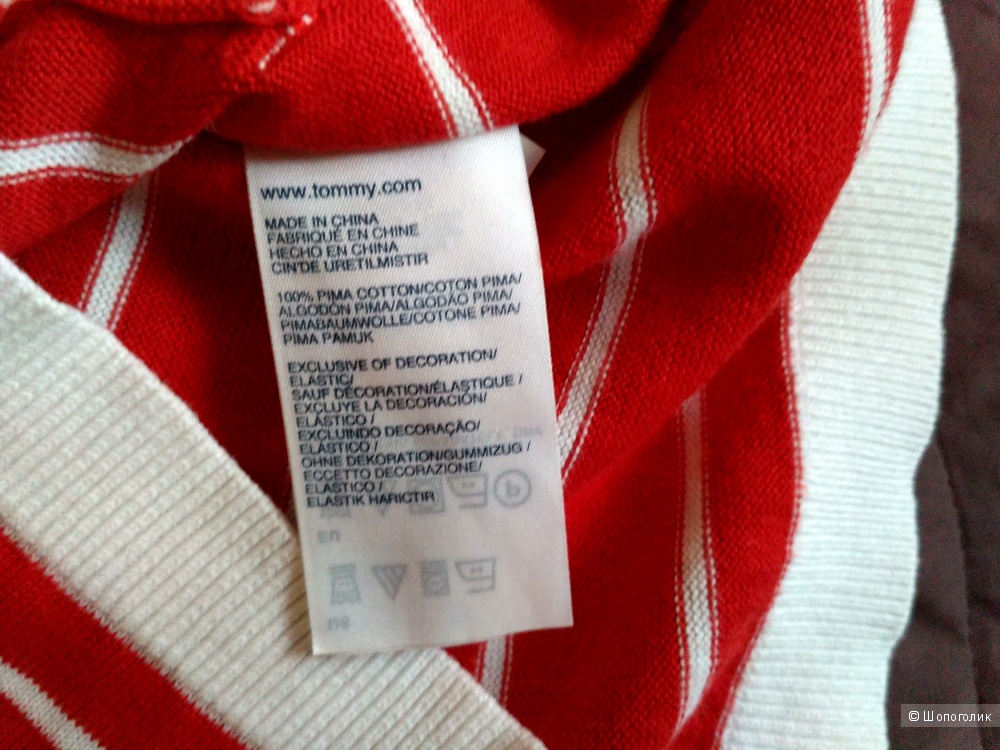 www.tommy.com
MADE IN CHINA
FABRIQUÉ EN CHINE
HECHO EN CHINA
CIN'DE URETILMISTIR
100% PIMA COTTON/COTON PIMA/
ALGODÓN PIMA/ALGODÃO PIMA/
PIMABAUMWOLLE/COTONE PIMA/
PIMA PAMUK
EXCLUSIVE OF DECORATION/
ELASTIC/
SAUF DÉCORATION/ÉLASTIQUE /
EXCLUYE LA DECORACIÓN/
ELÁSTICO /
EXCLUINDO DECORAÇÃO/
ELÁSTICO /
OHNE DEKORATION/GUMMIZUG /
ECCETTO DECORAZIONE/
ELASTICO /
ELASTIK HARICTIR
© Шопоголик